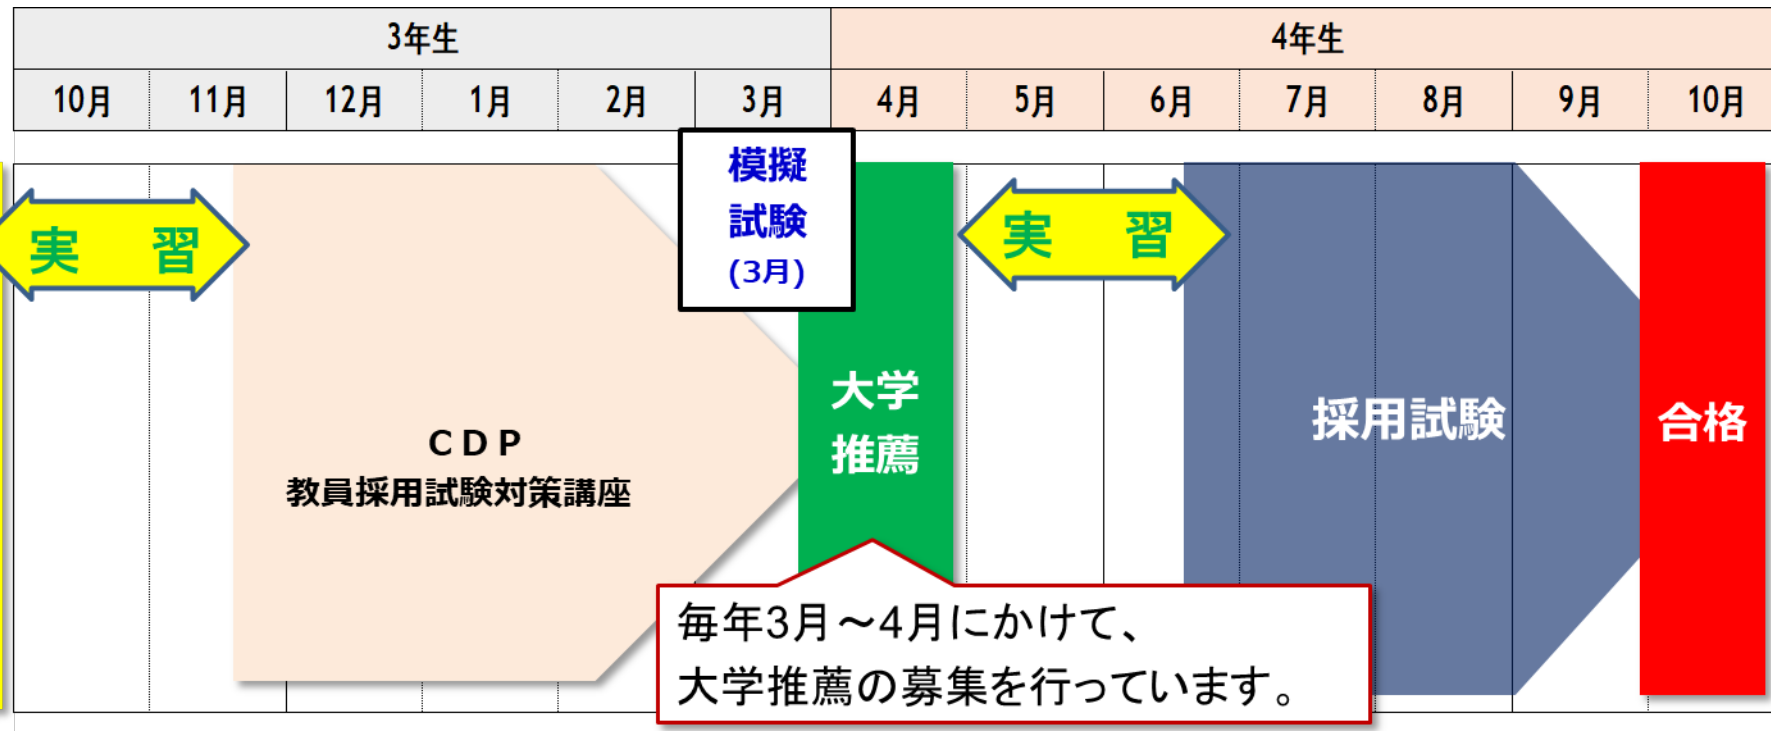 3年生
4年生
10月 11月 12月 1月 2月 3月 4月 5月 6月 7月 8月 9月 10月
実 習
模擬
試験
(3月)
実 習
CDP
教員採用試験対策講座
大学
推薦
採用試験
合格
毎年3月～4月にかけて、
大学推薦の募集を行っています。